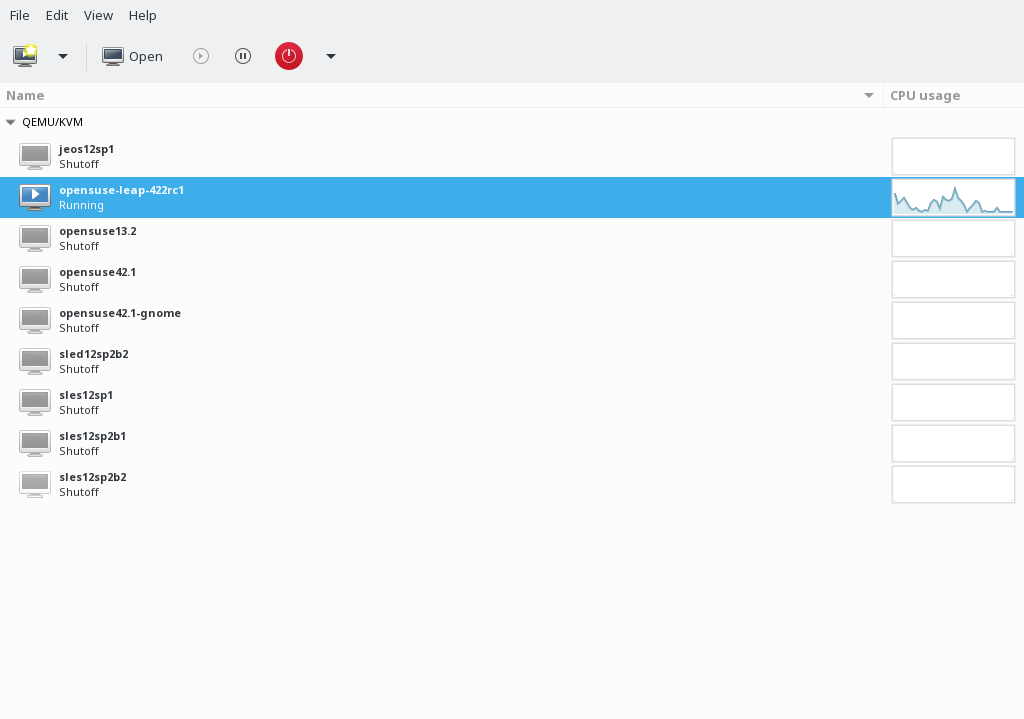 File Edit View Help
Open
Name CPU usage
QEMU/KVM
jeos12sp1
Shutoff
opensuse-leap-422rc1
Running
opensuse13.2
Shutoff
opensuse42.1
Shutoff
opensuse42.1-gnome
Shutoff
sled12sp2b2
Shutoff
sles12sp1
Shutoff
sles12sp2b1
Shutoff
sles12sp2b2
Shutoff